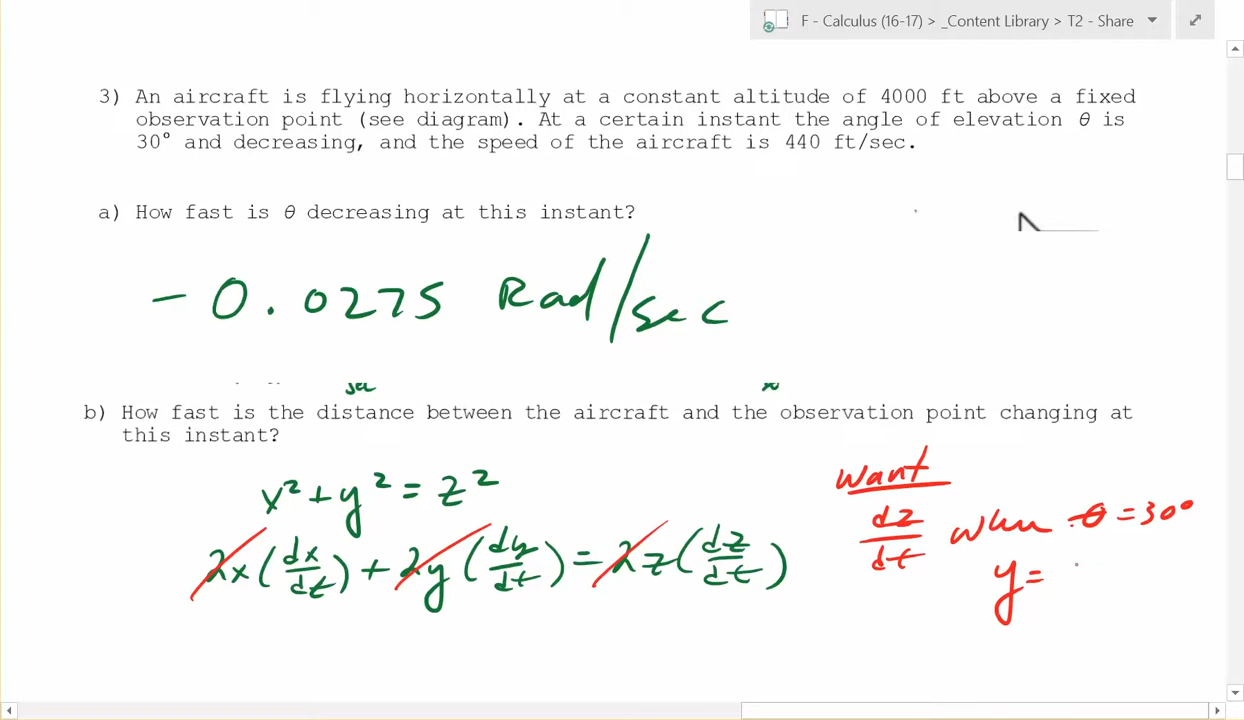 F - Calculus (16-17) > _Content Library > T2 - Share
3) An aircraft is flying horizontally at a constant altitude of 4000 ft above a fixed
observation point (see diagram). At a certain instant the angle of elevation θ is
30° and decreasing, and the speed of the aircraft is 440 ft/sec.
a) How fast is θ decreasing at this instant?
- 0.0275 Rad/sec
sec
b) How fast is the distance between the aircraft and the observation point changing at
this instant?
x² + y² = z²
2x(dx/dt) + 2y(dy/dt) = 2z(dz/dt)
want
dz/dt when θ = 30°
y =